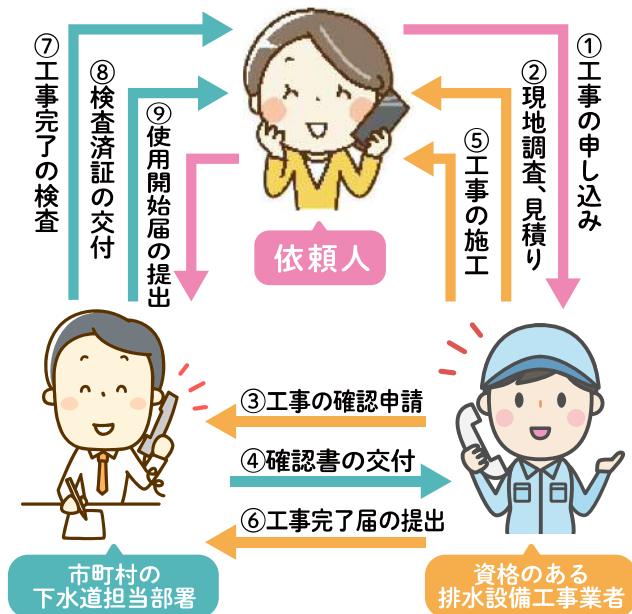 ①工事の申し込み
②現地調査、見積り
③工事の確認申請
④確認書の交付
⑤工事の施工
⑥工事完了届の提出
⑦工事完了の検査
⑧検査済証の交付
⑨使用開始届の提出
依頼人
市町村の
下水道担当部署
資格のある
排水設備工事業者